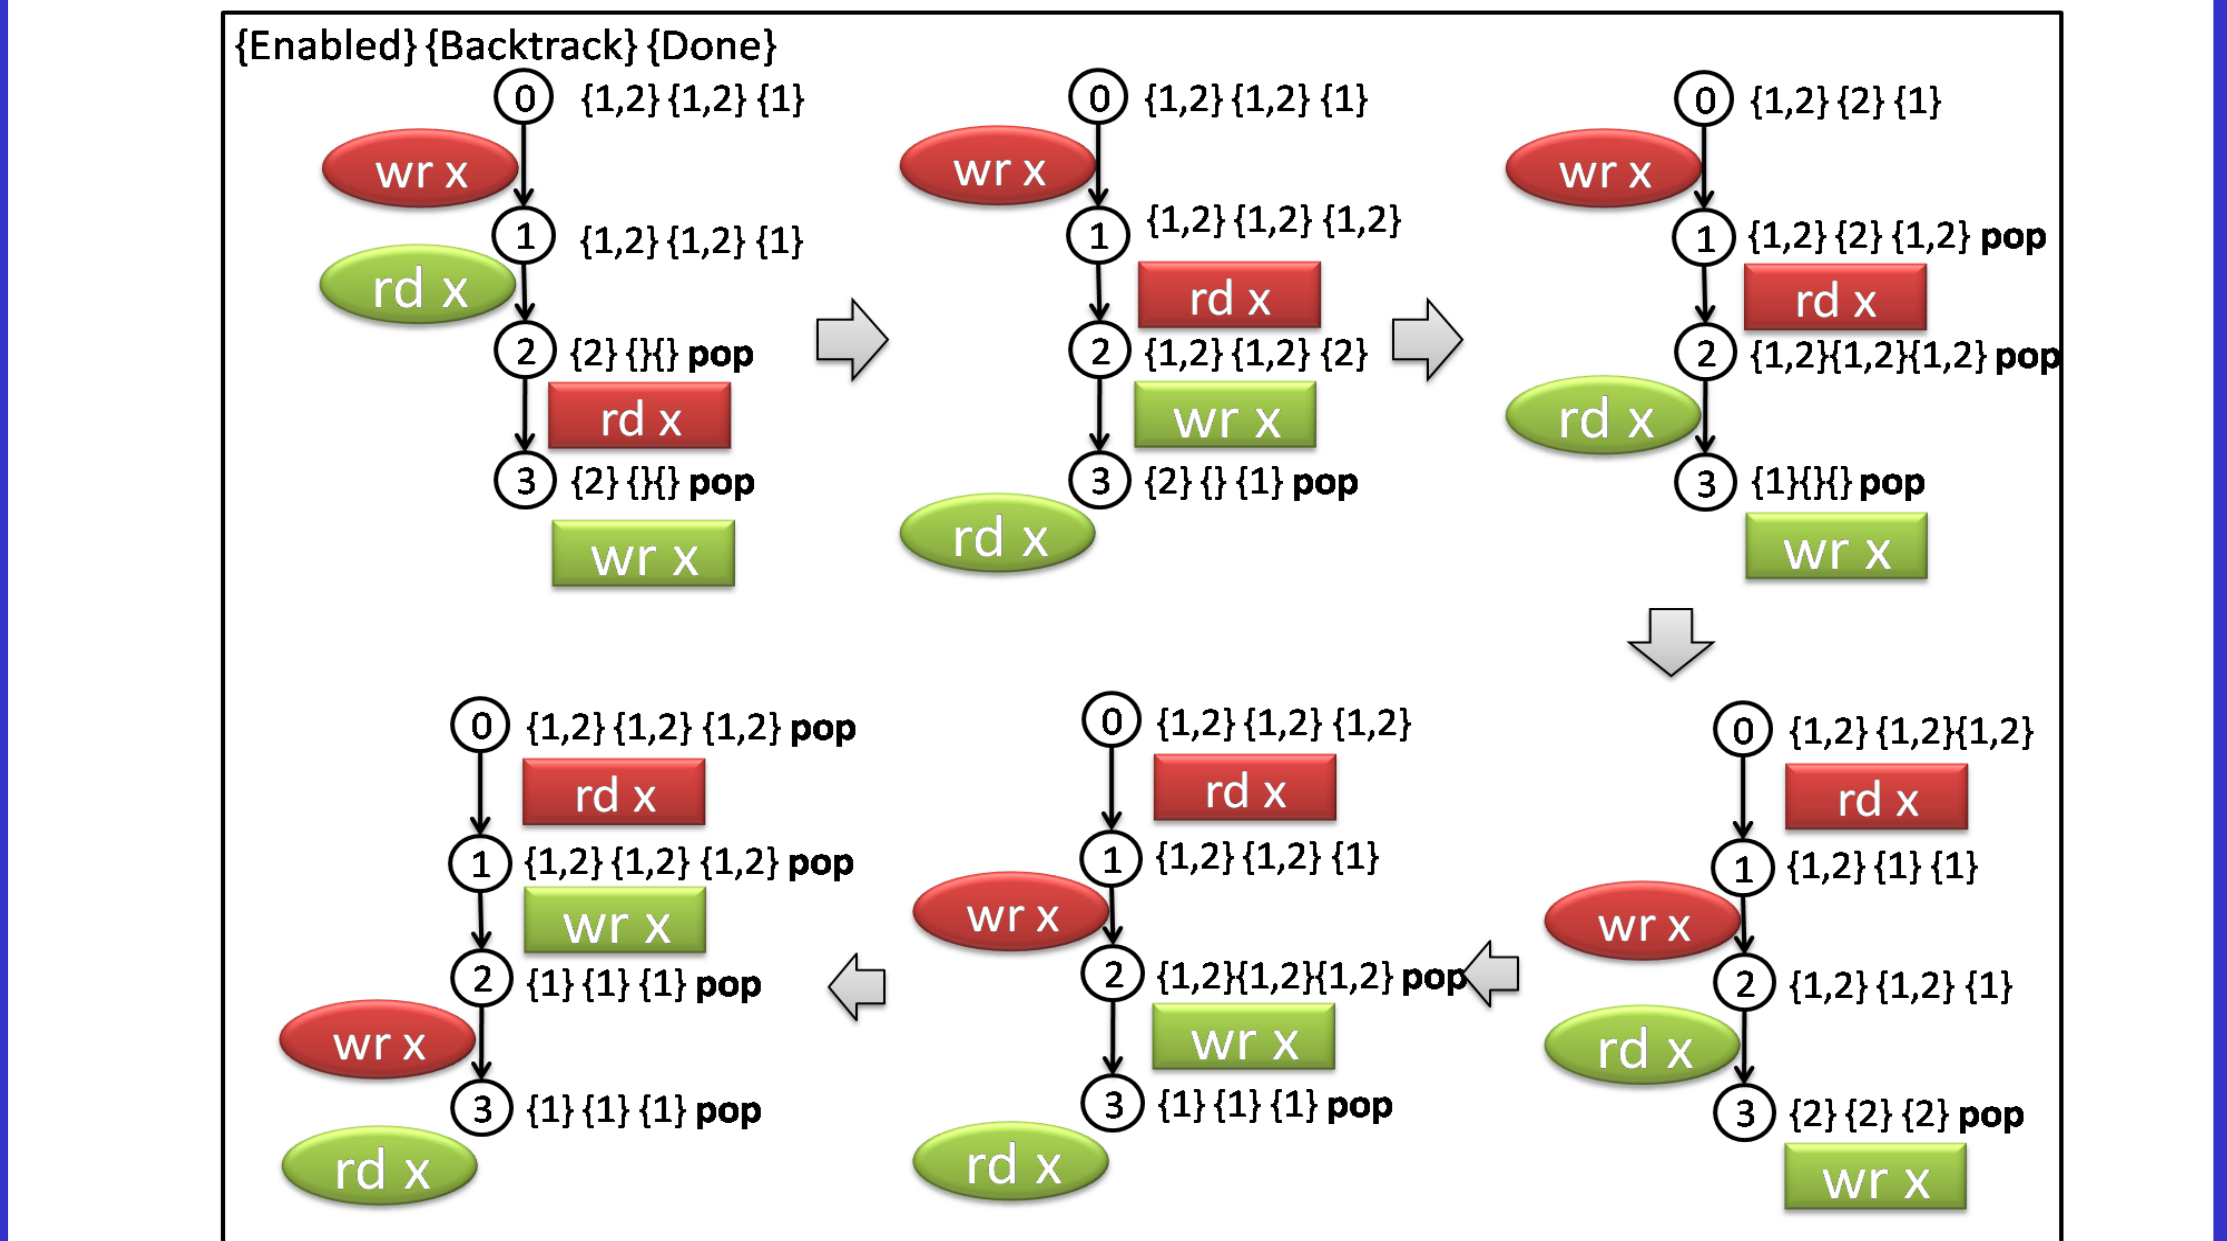 {Enabled} {Backtrack} {Done}
0 {1,2} {1,2} {1}
wr x
1 {1,2} {1,2} {1}
rd x
2 {2} {}{} pop
rd x
3 {2} {}{} pop
wr x
0 {1,2} {1,2} {1}
wr x
1 {1,2} {1,2} {1,2}
rd x
2 {1,2} {1,2} {2}
wr x
3 {2} {} {1} pop
rd x
0 {1,2} {2} {1}
wr x
1 {1,2} {2} {1,2} pop
rd x
2 {1,2}{1,2}{1,2} pop
rd x
3 {1}{}{} pop
wr x
0 {1,2} {1,2}{1,2}
rd x
1 {1,2} {1} {1}
wr x
2 {1,2} {1,2} {1}
rd x
3 {2} {2} {2} pop
wr x
0 {1,2} {1,2} {1,2}
rd x
1 {1,2} {1,2} {1}
wr x
2 {1,2}{1,2}{1,2} pop
wr x
3 {1} {1} {1} pop
rd x
0 {1,2} {1,2} {1,2} pop
rd x
1 {1,2} {1,2} {1,2} pop
wr x
2 {1} {1} {1} pop
wr x
3 {1} {1} {1} pop
rd x